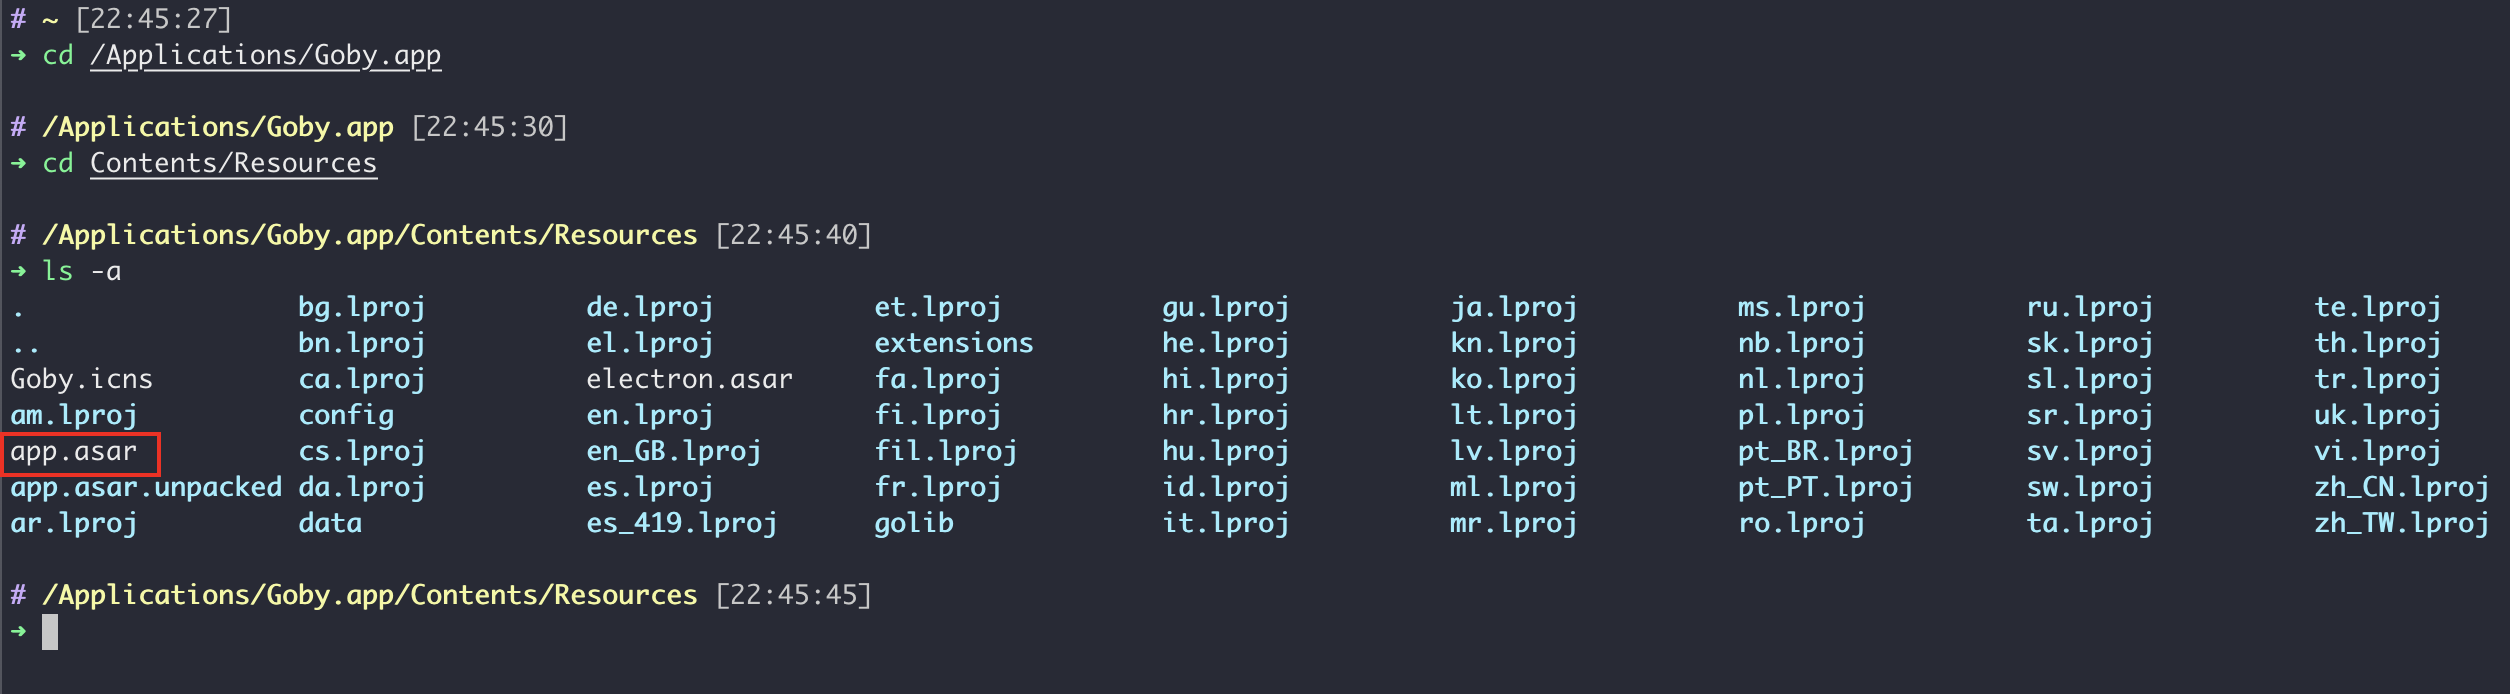 # ~ [22:45:27]
➜ cd /Applications/Goby.app
# /Applications/Goby.app [22:45:30]
➜ cd Contents/Resources
# /Applications/Goby.app/Contents/Resources [22:45:40]
➜ ls -a
. bg.lproj de.lproj et.lproj gu.lproj ja.lproj ms.lproj ru.lproj te.lproj
.. bn.lproj el.lproj extensions he.lproj kn.lproj nb.lproj sk.lproj th.lproj
Goby.icns ca.lproj electron.asar fa.lproj hi.lproj ko.lproj nl.lproj sl.lproj tr.lproj
am.lproj config en.lproj fi.lproj hr.lproj lt.lproj pl.lproj sr.lproj uk.lproj
app.asar cs.lproj en_GB.lproj fil.lproj hu.lproj lv.lproj pt_BR.lproj sv.lproj vi.lproj
app.asar.unpacked da.lproj es.lproj fr.lproj id.lproj ml.lproj pt_PT.lproj sw.lproj zh_CN.lproj
ar.lproj data es_419.lproj golib it.lproj mr.lproj ro.lproj ta.lproj zh_TW.lproj
# /Applications/Goby.app/Contents/Resources [22:45:45]
➜